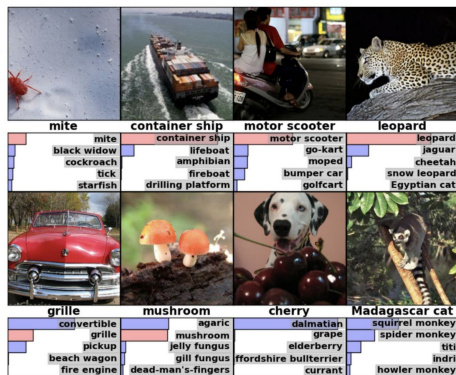 mite
container ship
motor scooter
leopard
mite
black widow
cockroach
tick
starfish
container ship
lifeboat
amphibian
fireboat
drilling platform
motor scooter
go-kart
moped
bumper car
golfcart
leopard
jaguar
cheetah
snow leopard
Egyptian cat
grille
mushroom
cherry
Madagascar cat
convertible
grille
pickup
beach wagon
fire engine
agaric
mushroom
jelly fungus
gill fungus
dead-man's-fingers
dalmatian
grape
elderberry
ffordshire bullterrier
currant
squirrel monkey
spider monkey
titi
indri
howler monkey